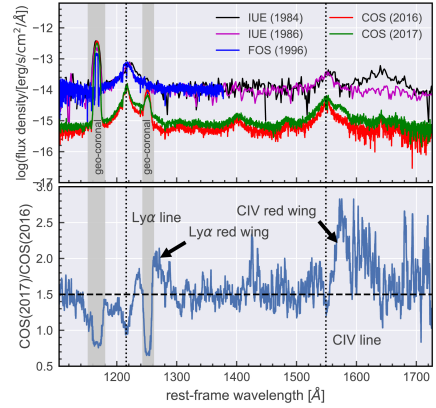 IUE (1984)
IUE (1986)
FOS (1996)
COS (2016)
COS (2017)
log(flux density/[erg/s/cm²/Å])
−12
−13
−14
−15
−16
−17
geo-coronal
geo-coronal
COS(2017)/COS(2016)
3.0
2.5
2.0
1.5
1.0
0.5
Lyα line
Lyα red wing
CIV red wing
CIV line
1200
1300
1400
1500
1600
1700
rest-frame wavelength [Å]